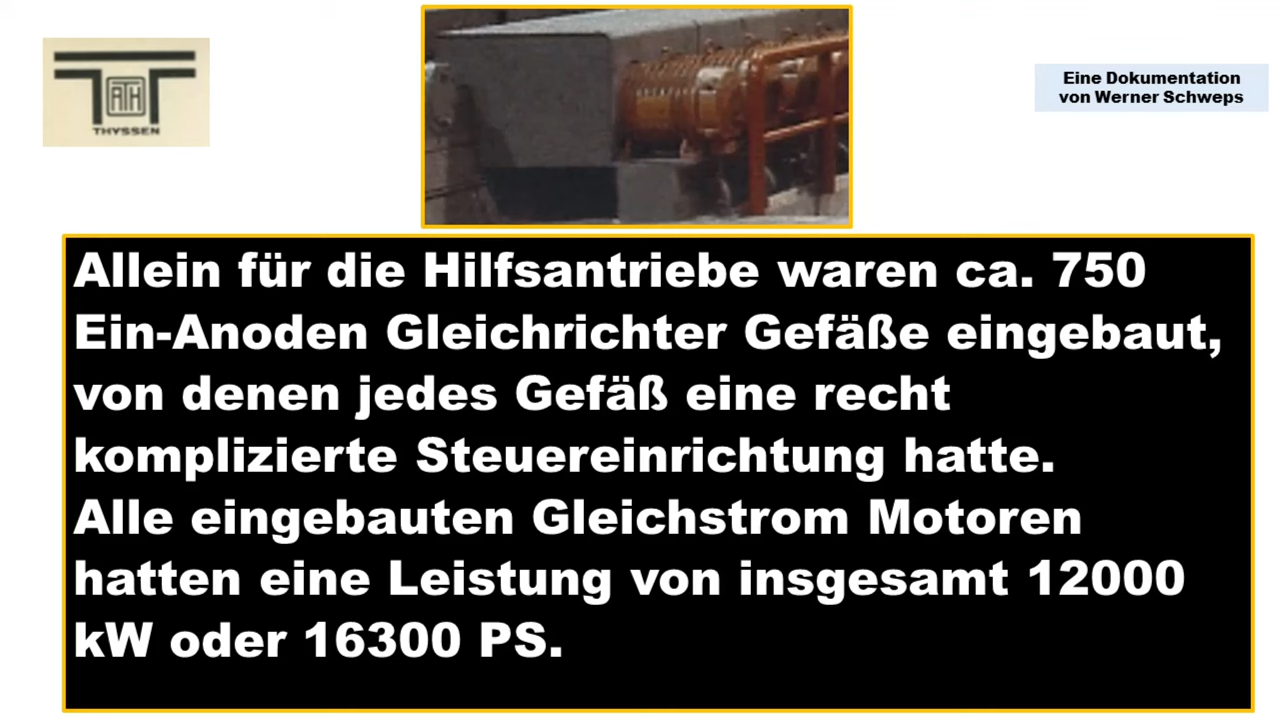 ATH
THYSSEN
Eine Dokumentation
von Werner Schweps
Allein für die Hilfsantriebe waren ca. 750
Ein-Anoden Gleichrichter Gefäße eingebaut,
von denen jedes Gefäß eine recht
komplizierte Steuereinrichtung hatte.
Alle eingebauten Gleichstrom Motoren
hatten eine Leistung von insgesamt 12000
kW oder 16300 PS.